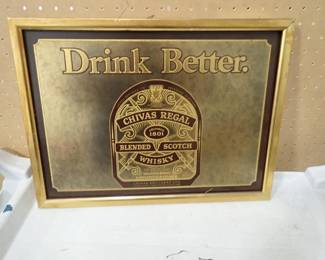 Drink Better.
CHIVAS REGAL
1801
BLENDED SCOTCH
WHISKY